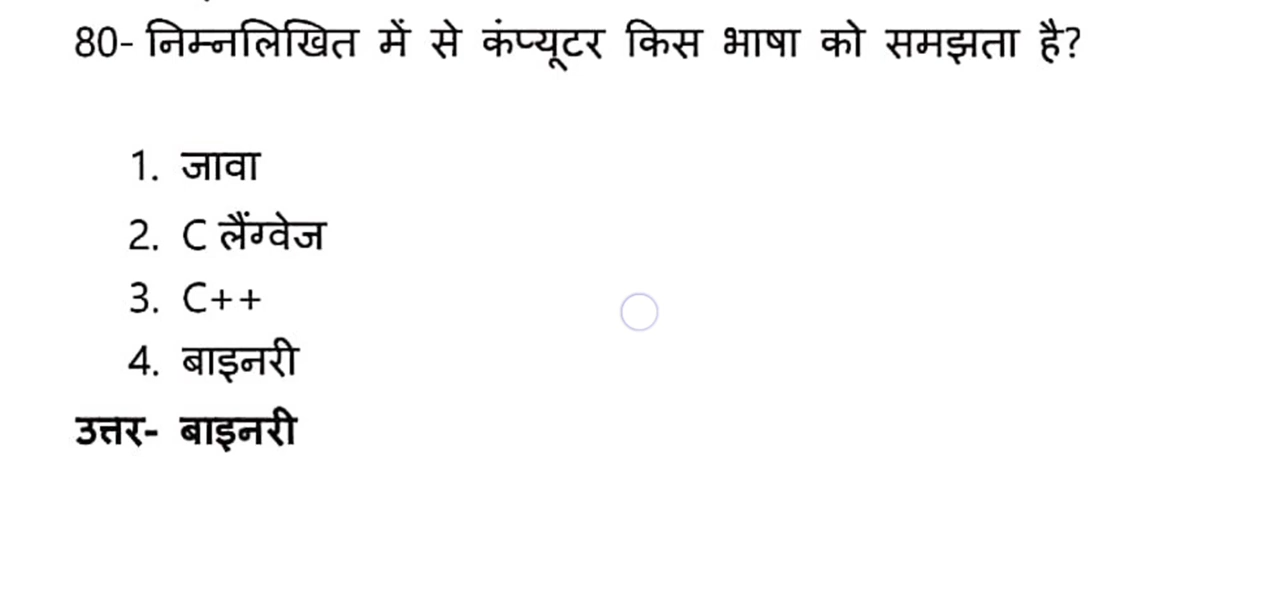 80- निम्नलिखित में से कंप्यूटर किस भाषा को समझता है?
1. जावा
2. C लैंग्वेज
3. C++
4. बाइनरी
उत्तर- बाइनरी